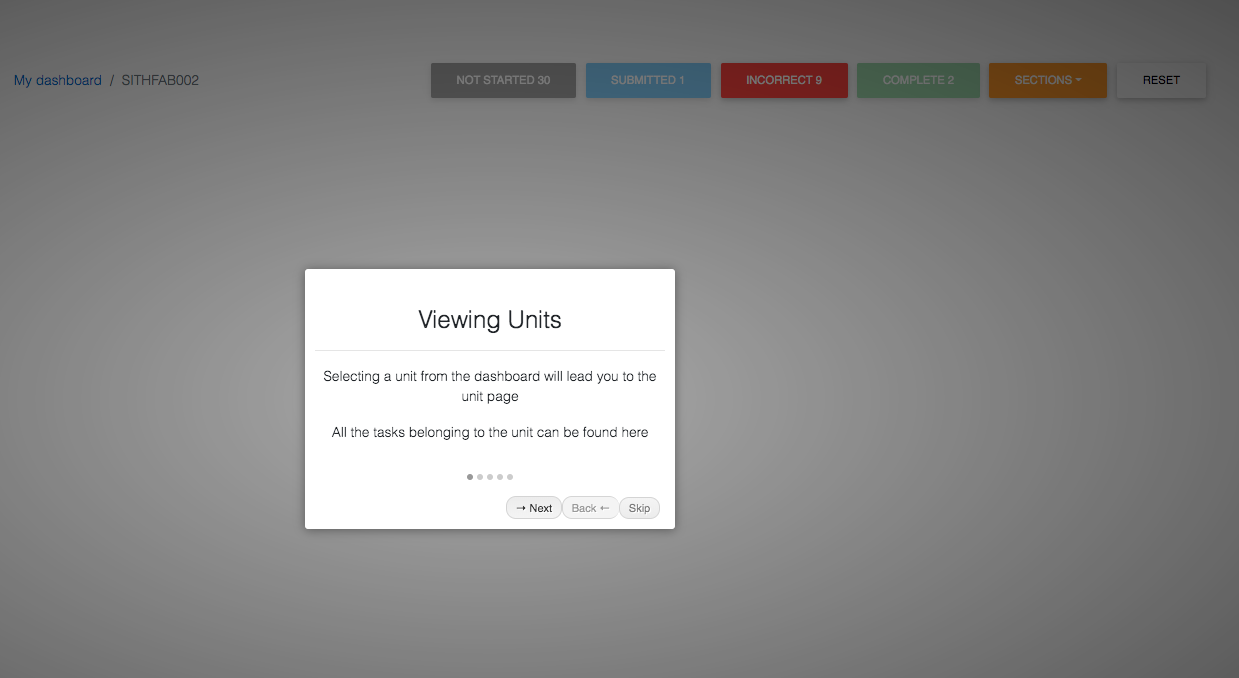 My dashboard / SITHFAB002
NOT STARTED 30
SUBMITTED 1
INCORRECT 9
COMPLETE 2
SECTIONS
RESET
Viewing Units
Selecting a unit from the dashboard will lead you to the
unit page
All the tasks belonging to the unit can be found here
→ Next
Back ←
Skip